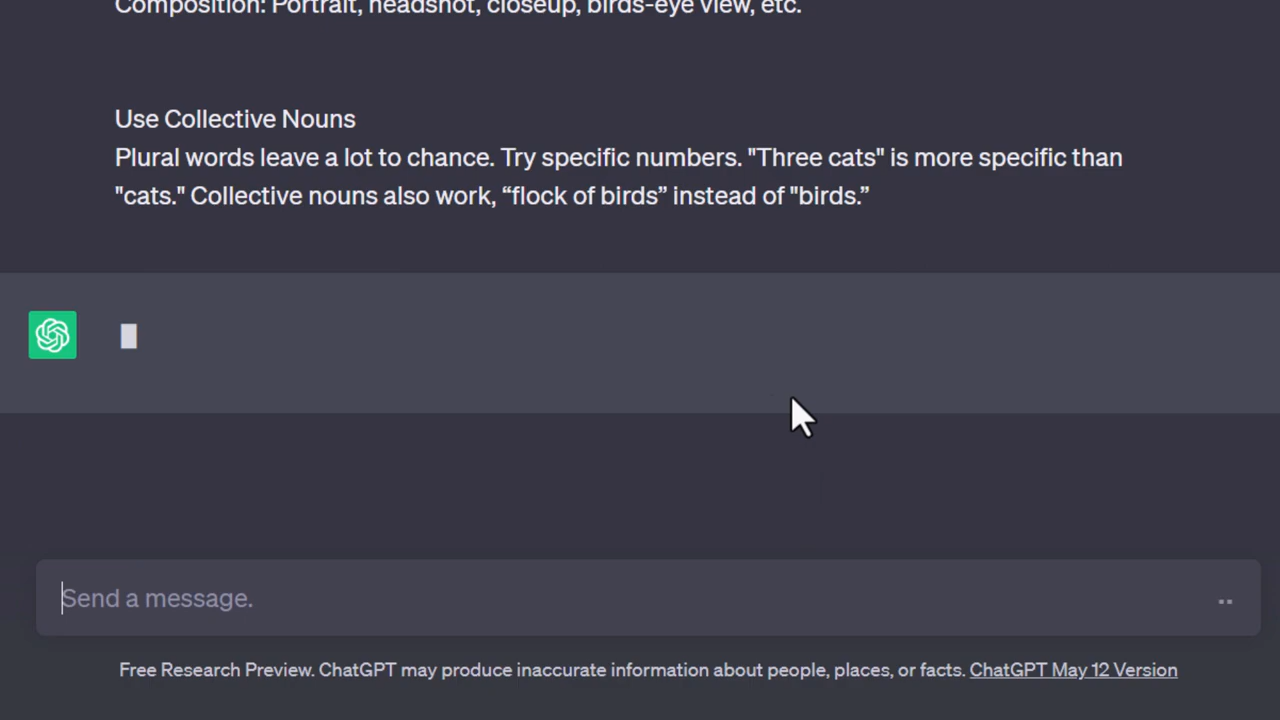 Composition: Portrait, headshot, closeup, birds-eye view, etc.
Use Collective Nouns
Plural words leave a lot to chance. Try specific numbers. "Three cats" is more specific than
"cats." Collective nouns also work, “flock of birds” instead of "birds.”
Send a message.
Free Research Preview. ChatGPT may produce inaccurate information about people, places, or facts. ChatGPT May 12 Version